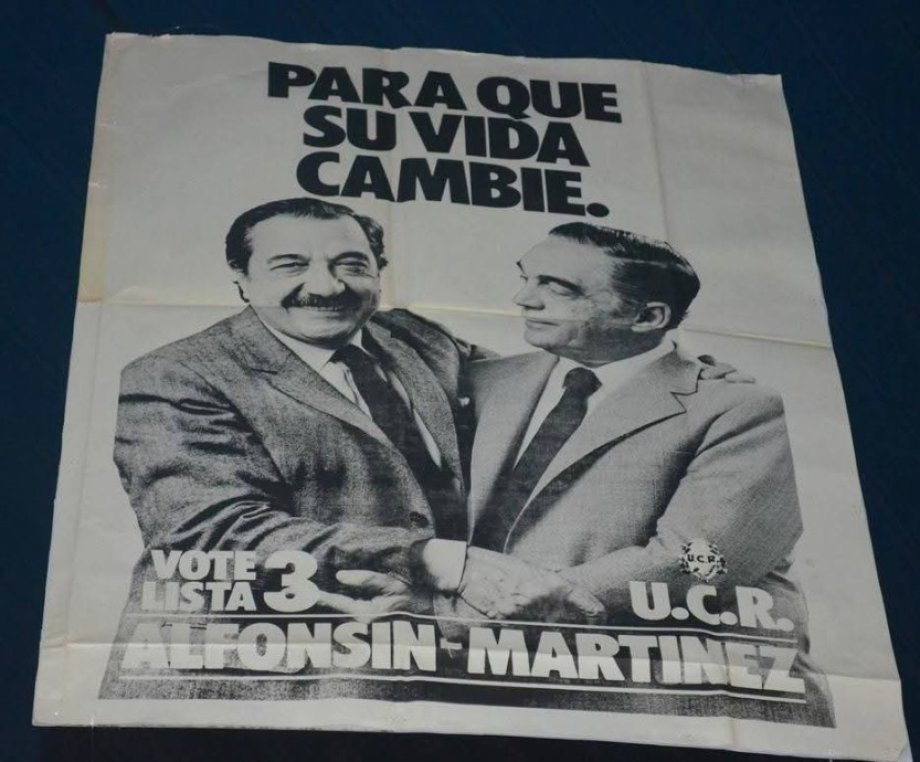 PARA QUE
SU VIDA
CAMBIE.
VOTE
LISTA 3
U.C.R.
U.C.R.
ALFONSIN-MARTINEZ